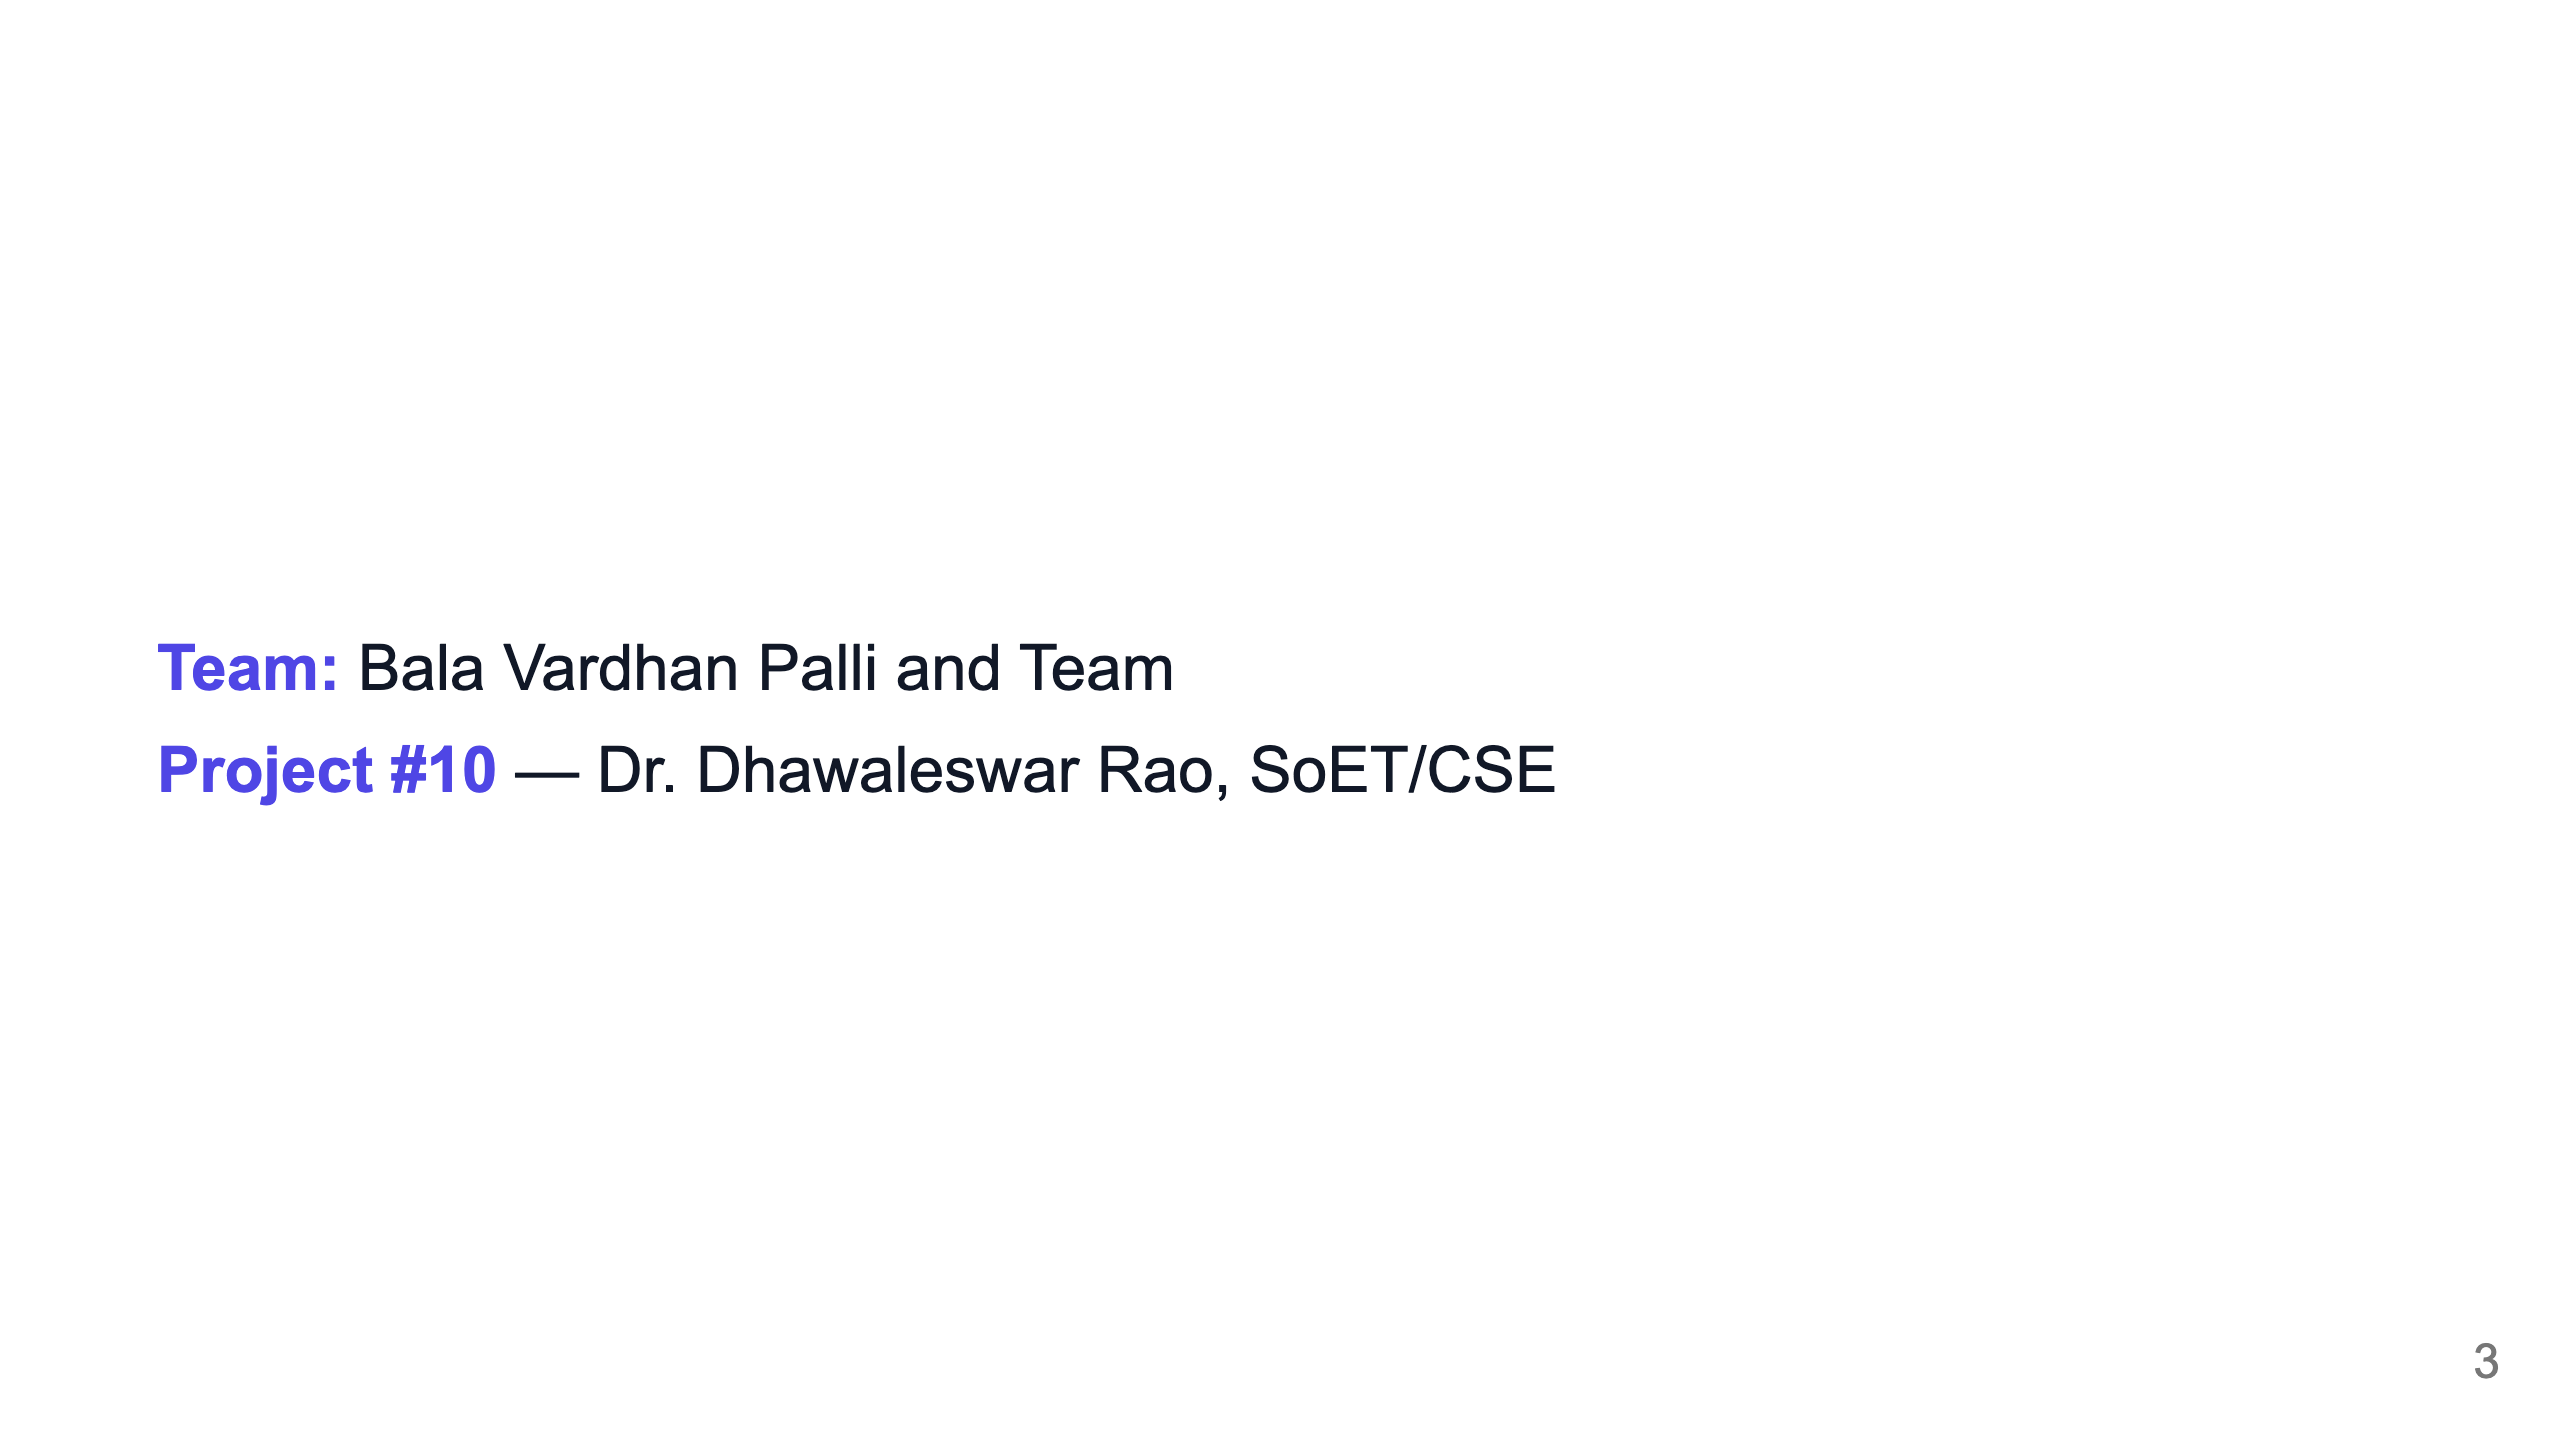 Team: Bala Vardhan Palli and Team
Project #10 — Dr. Dhawaleswar Rao, SoET/CSE
3